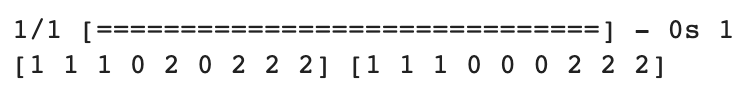 1/1 [==============================] - 0s 1
[1 1 1 0 2 0 2 2 2] [1 1 1 0 0 0 2 2 2]